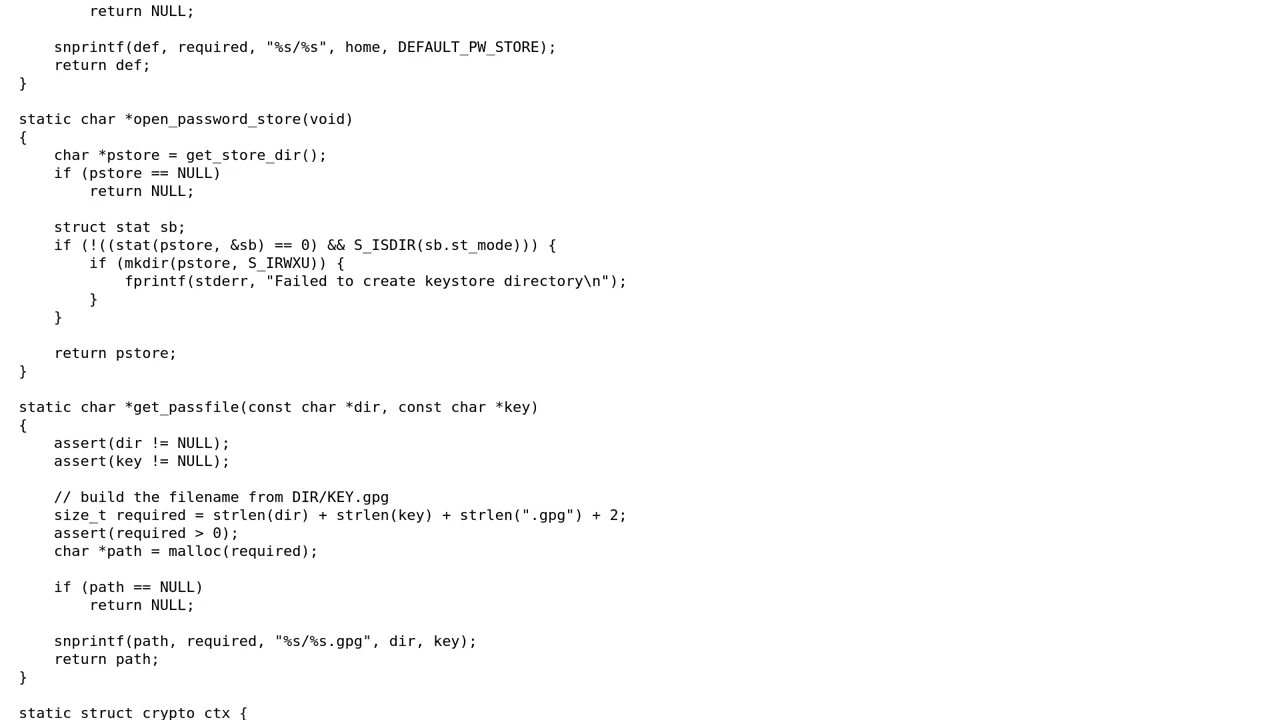 return NULL;

    snprintf(def, required, "%s/%s", home, DEFAULT_PW_STORE);
    return def;
}

static char *open_password_store(void)
{
    char *pstore = get_store_dir();
    if (pstore == NULL)
        return NULL;

    struct stat sb;
    if (!((stat(pstore, &sb) == 0) && S_ISDIR(sb.st_mode))) {
        if (mkdir(pstore, S_IRWXU)) {
            fprintf(stderr, "Failed to create keystore directory\n");
        }
    }

    return pstore;
}

static char *get_passfile(const char *dir, const char *key)
{
    assert(dir != NULL);
    assert(key != NULL);

    // build the filename from DIR/KEY.gpg
    size_t required = strlen(dir) + strlen(key) + strlen(".gpg") + 2;
    assert(required > 0);
    char *path = malloc(required);

    if (path == NULL)
        return NULL;

    snprintf(path, required, "%s/%s.gpg", dir, key);
    return path;
}

static struct crypto_ctx {